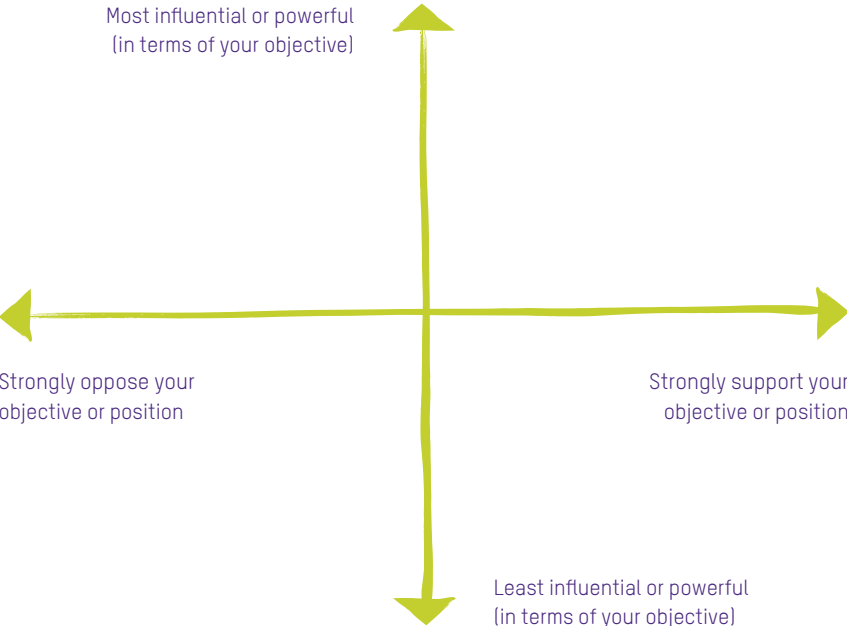 Most influential or powerful
(in terms of your objective)
Strongly oppose your
objective or position
Strongly support your
objective or position
Least influential or powerful
(in terms of your objective)